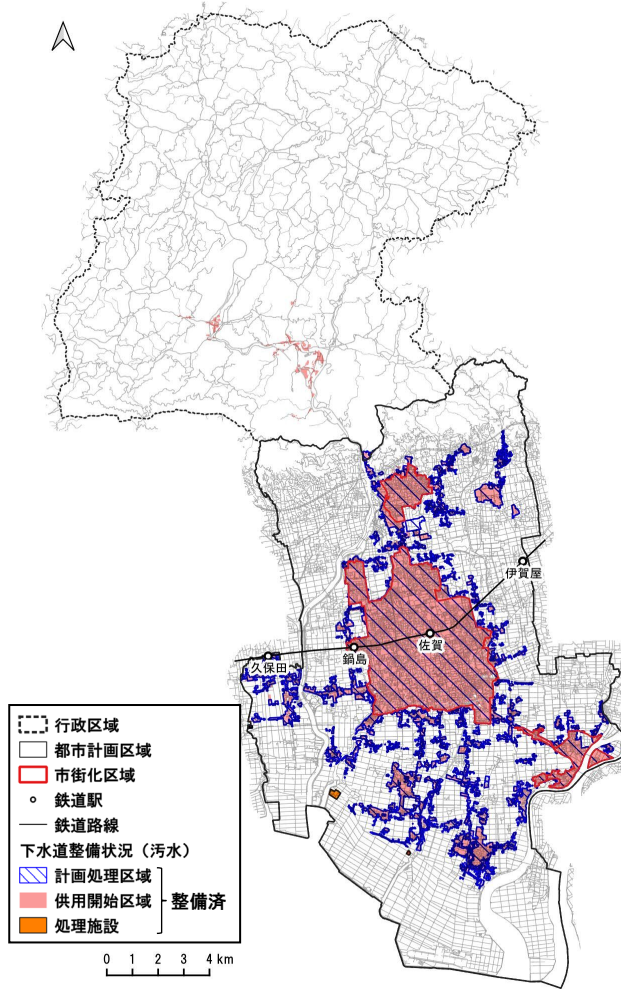 伊賀屋
佐賀
鍋島
久保田
行政区域
都市計画区域
市街化区域
鉄道駅
鉄道路線
下水道整備状況（汚水）
計画処理区域
供用開始区域
整備済
処理施設
0 1 2 3 4 km